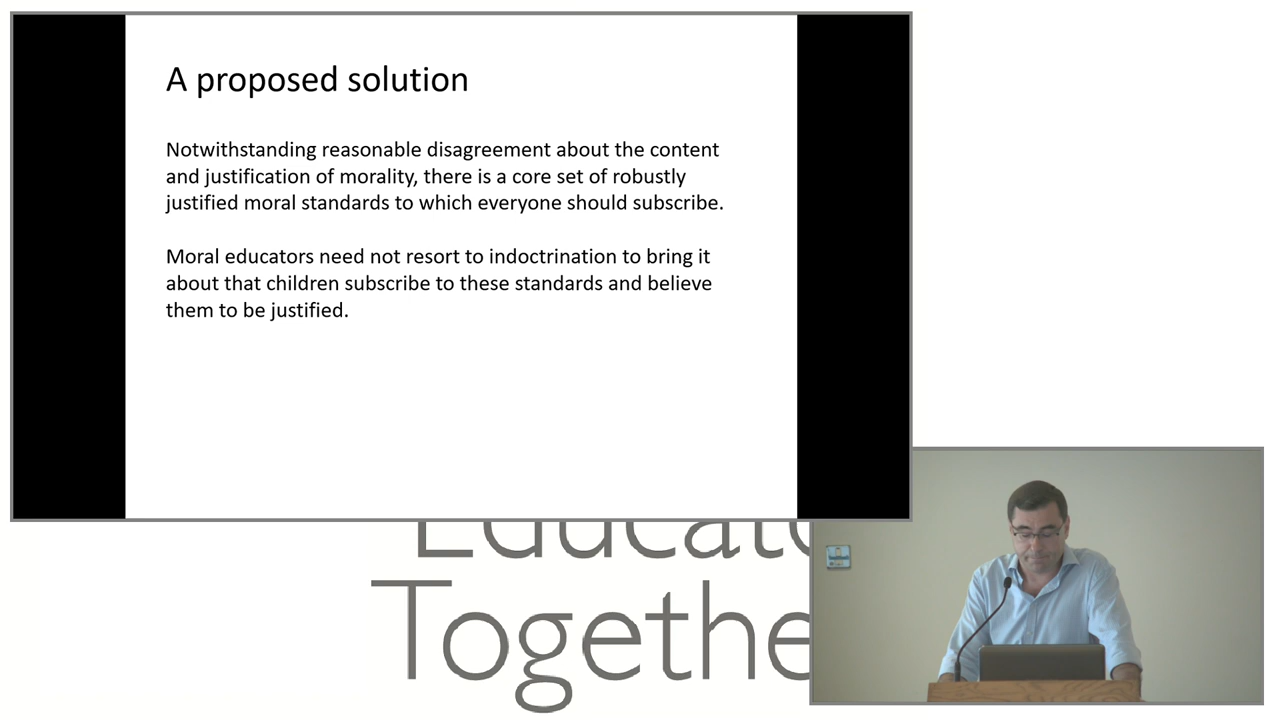 A proposed solution
Notwithstanding reasonable disagreement about the content
and justification of morality, there is a core set of robustly
justified moral standards to which everyone should subscribe.
Moral educators need not resort to indoctrination to bring it
about that children subscribe to these standards and believe
them to be justified.
Educat
Togethe